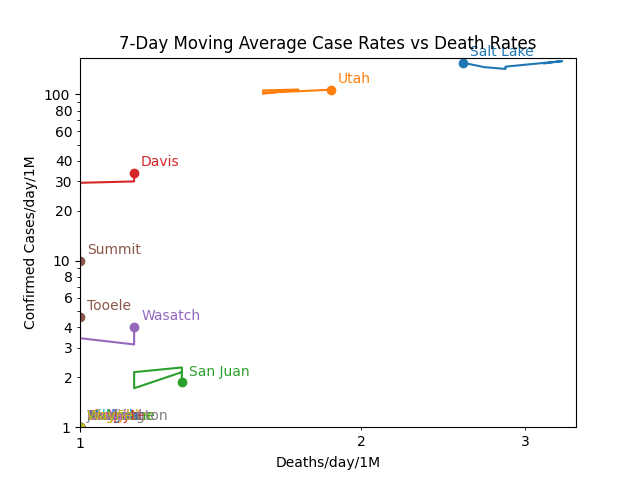 7-Day Moving Average Case Rates vs Death Rates
Salt Lake
Utah
100
80
60
Davis
40
30
20
Summit
10
8
6
Tooele
Wasatch
4
3
San Juan
2
1
1
2
3
Confirmed Cases/day/1M
Deaths/day/1M